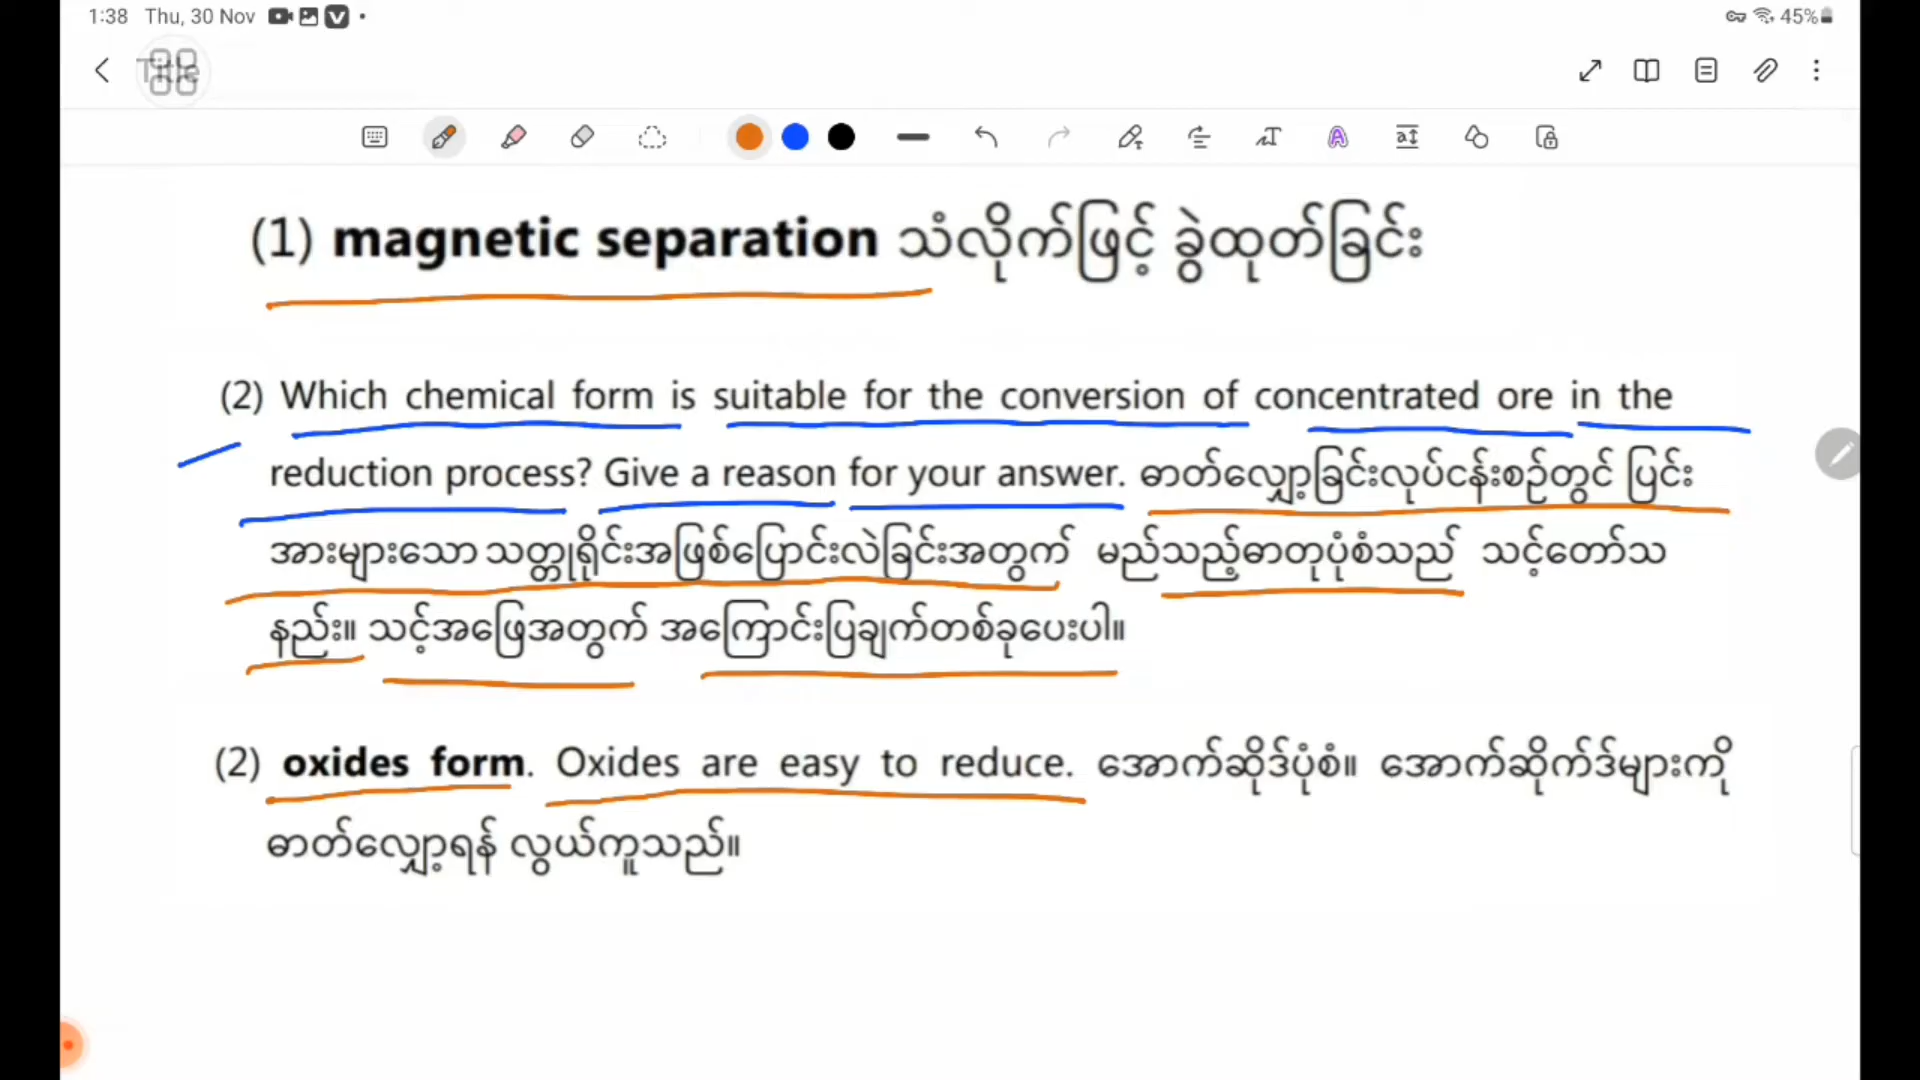 1:38 Thu, 30 Nov 45%
Title
(1) magnetic separation သံလိုက်ဖြင့် ခွဲထုတ်ခြင်း
(2) Which chemical form is suitable for the conversion of concentrated ore in the
reduction process? Give a reason for your answer. ဓာတ်လျှော့ခြင်းလုပ်ငန်းစဉ်တွင် ပြင်း
အားများသော သတ္တုရိုင်းအဖြစ်ပြောင်းလဲခြင်းအတွက် မည်သည့်ဓာတုပုံစံသည် သင့်တော်သ
နည်း။ သင့်အဖြေအတွက် အကြောင်းပြချက်တစ်ခုပေးပါ။
(2) oxides form. Oxides are easy to reduce. အောက်ဆိုဒ်ပုံစံ။ အောက်ဆိုက်ဒ်များကို
ဓာတ်လျှော့ရန် လွယ်ကူသည်။